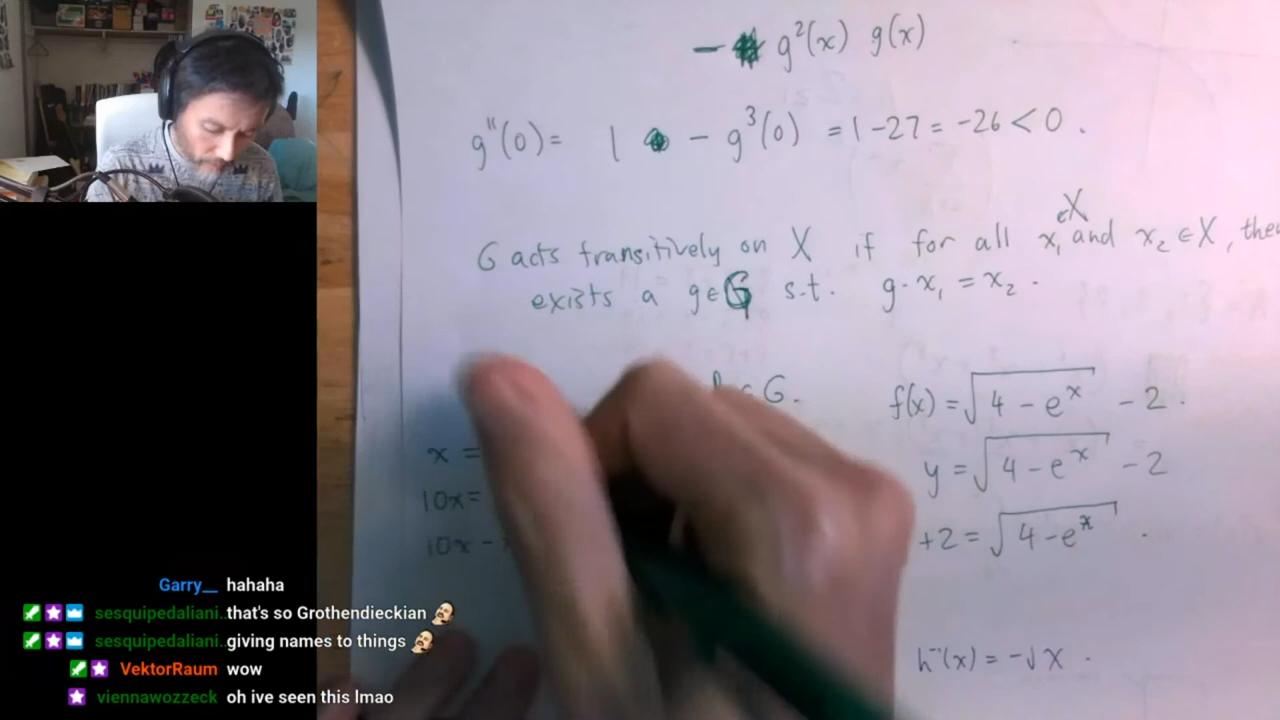 - g²(x) g(x)
g''(0) = 1 - g³(0) = 1 - 27 = -26 < 0 .
G acts transitively on X if for all x₁ ∈X and x₂ ∈ X, the
exists a g∈G s.t. g·x₁ = x₂ .
∈ G.
f(x) = √(4 - eˣ) - 2 .
x =
y = √(4 - eˣ) - 2
10x =
+2 = √(4 - eˣ) .
10x -
h⁻¹(x) = -√x .
Garry__ hahaha
sesquipedaliani.. that's so Grothendieckian
sesquipedaliani.. giving names to things
VektorRaum wow
viennawozzeck oh ive seen this lmao